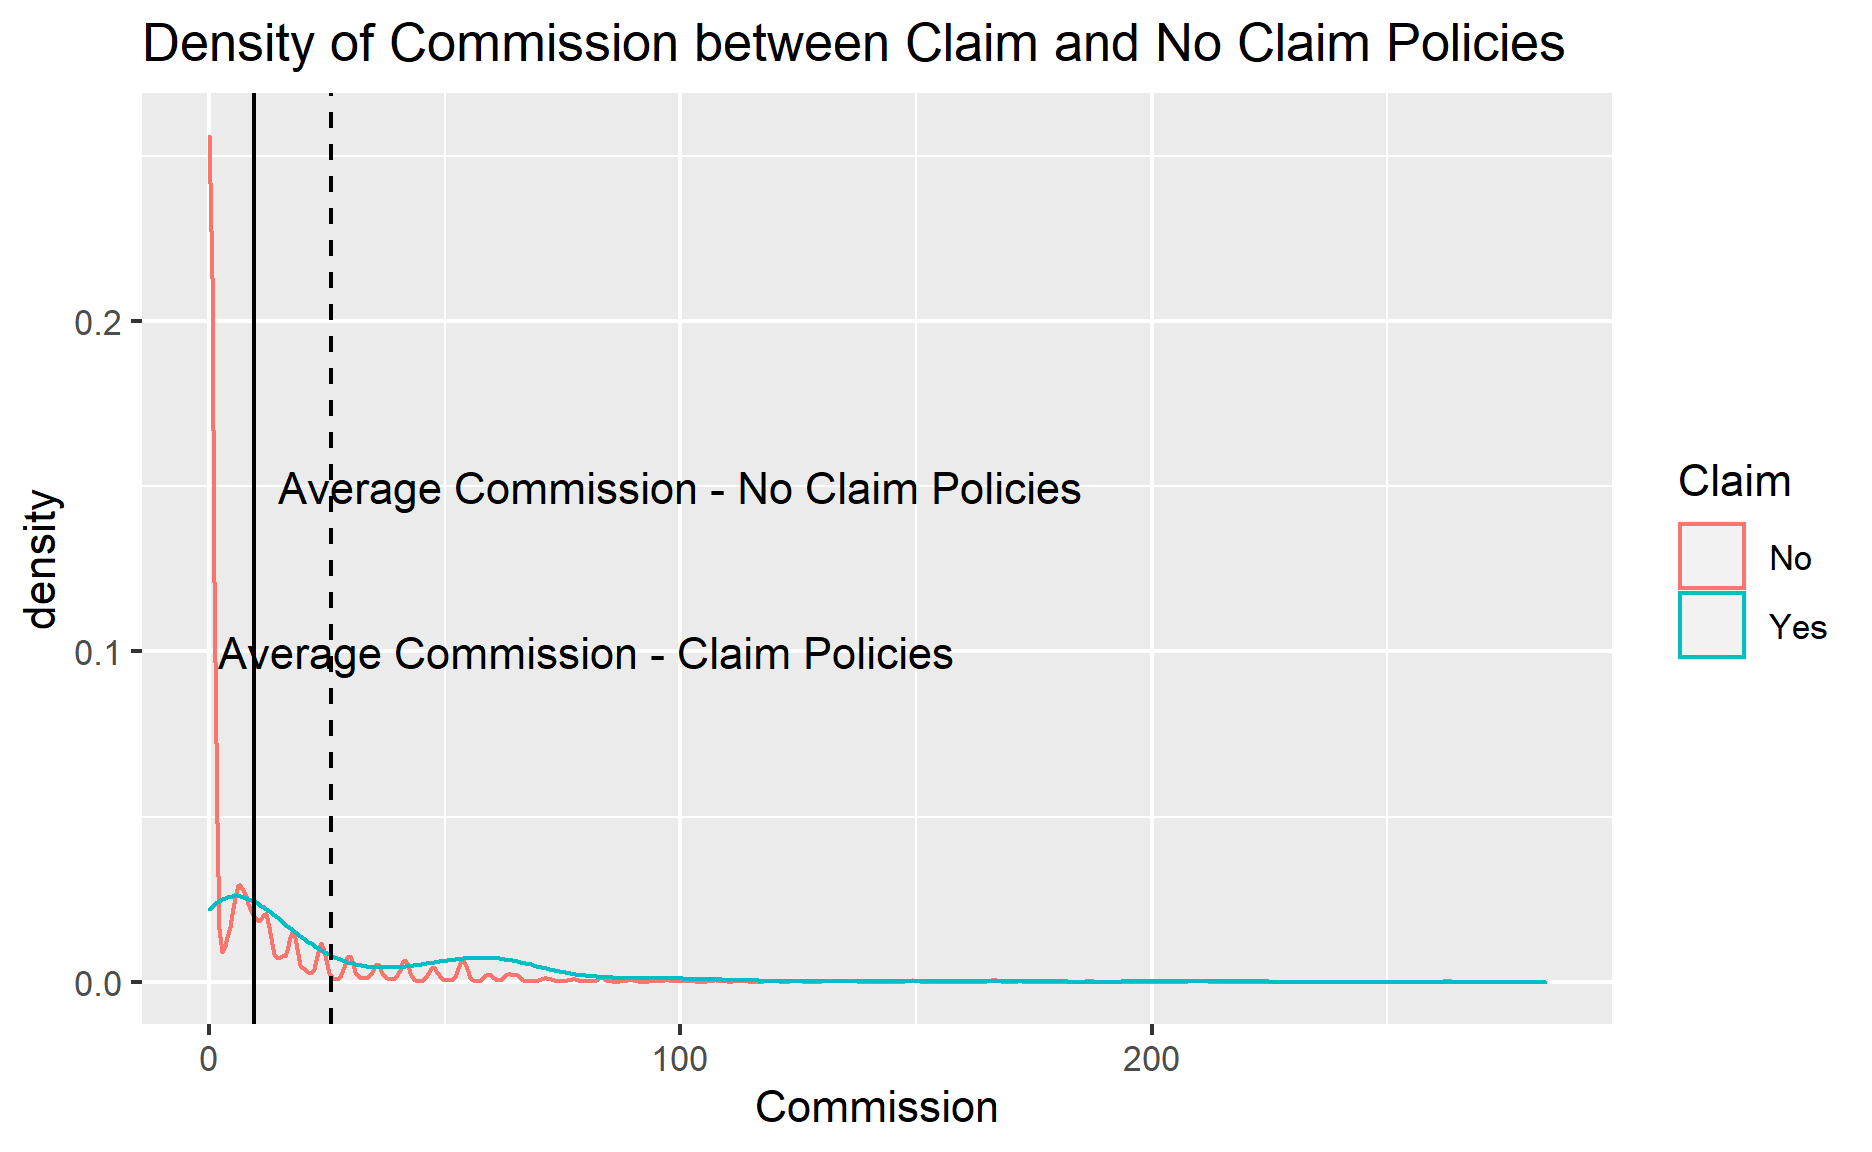 Density of Commission between Claim and No Claim Policies
density
0.2
0.1
0.0
Average Commission - No Claim Policies
Average Commission - Claim Policies
0
100
200
Commission
Claim
No
Yes